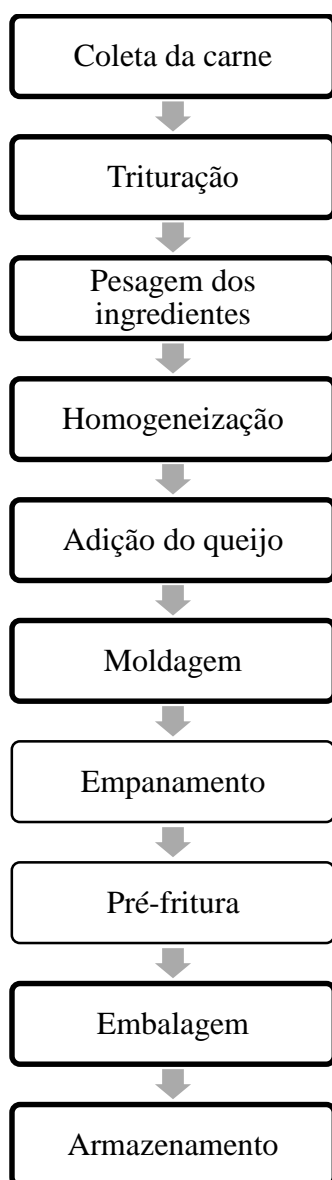 Coleta da carne
Trituração
Pesagem dos
ingredientes
Homogeneização
Adição do queijo
Moldagem
Empanamento
Pré-fritura
Embalagem
Armazenamento